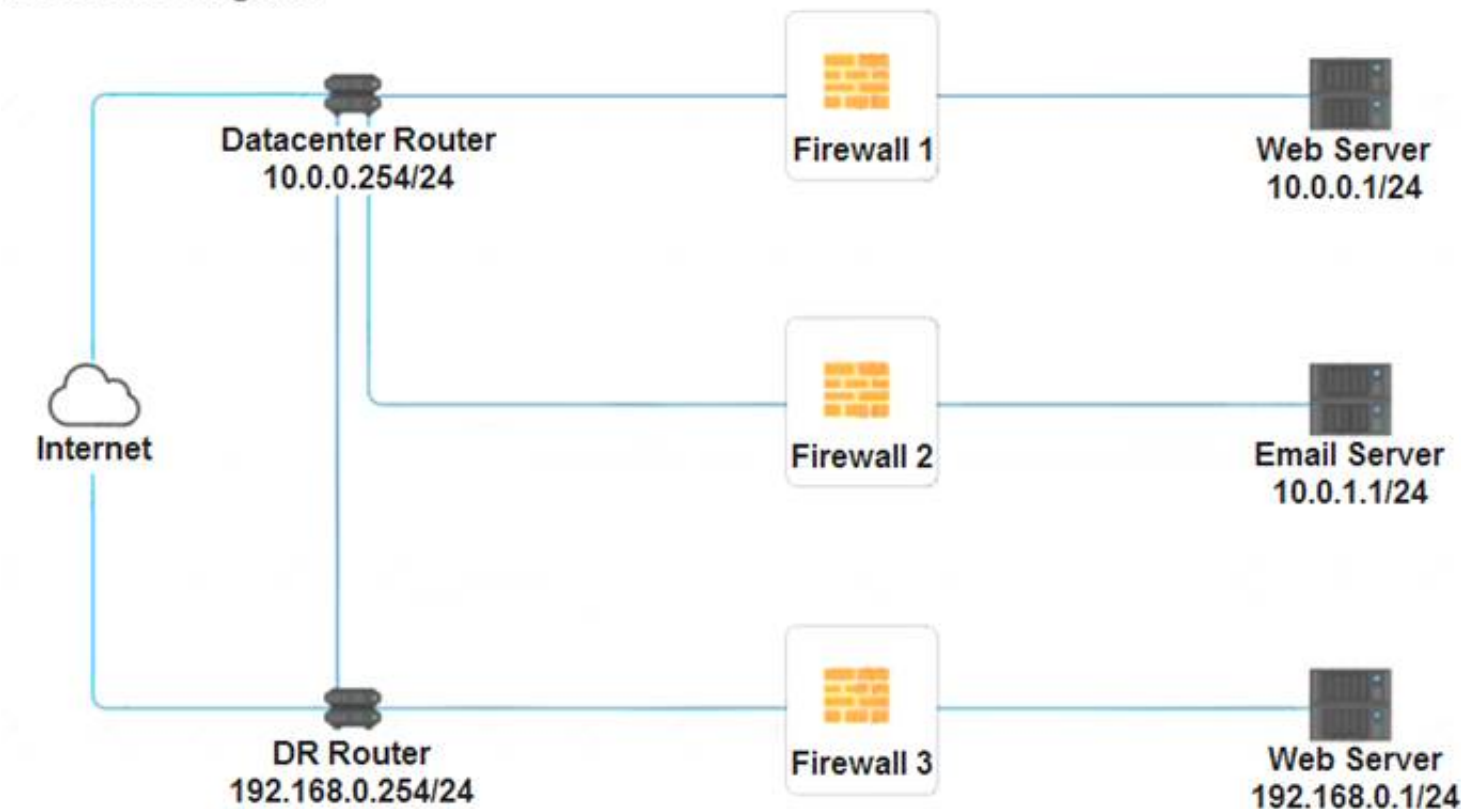 Datacenter Router
10.0.0.254/24
Firewall 1
Web Server
10.0.0.1/24
Internet
Firewall 2
Email Server
10.0.1.1/24
DR Router
192.168.0.254/24
Firewall 3
Web Server
192.168.0.1/24